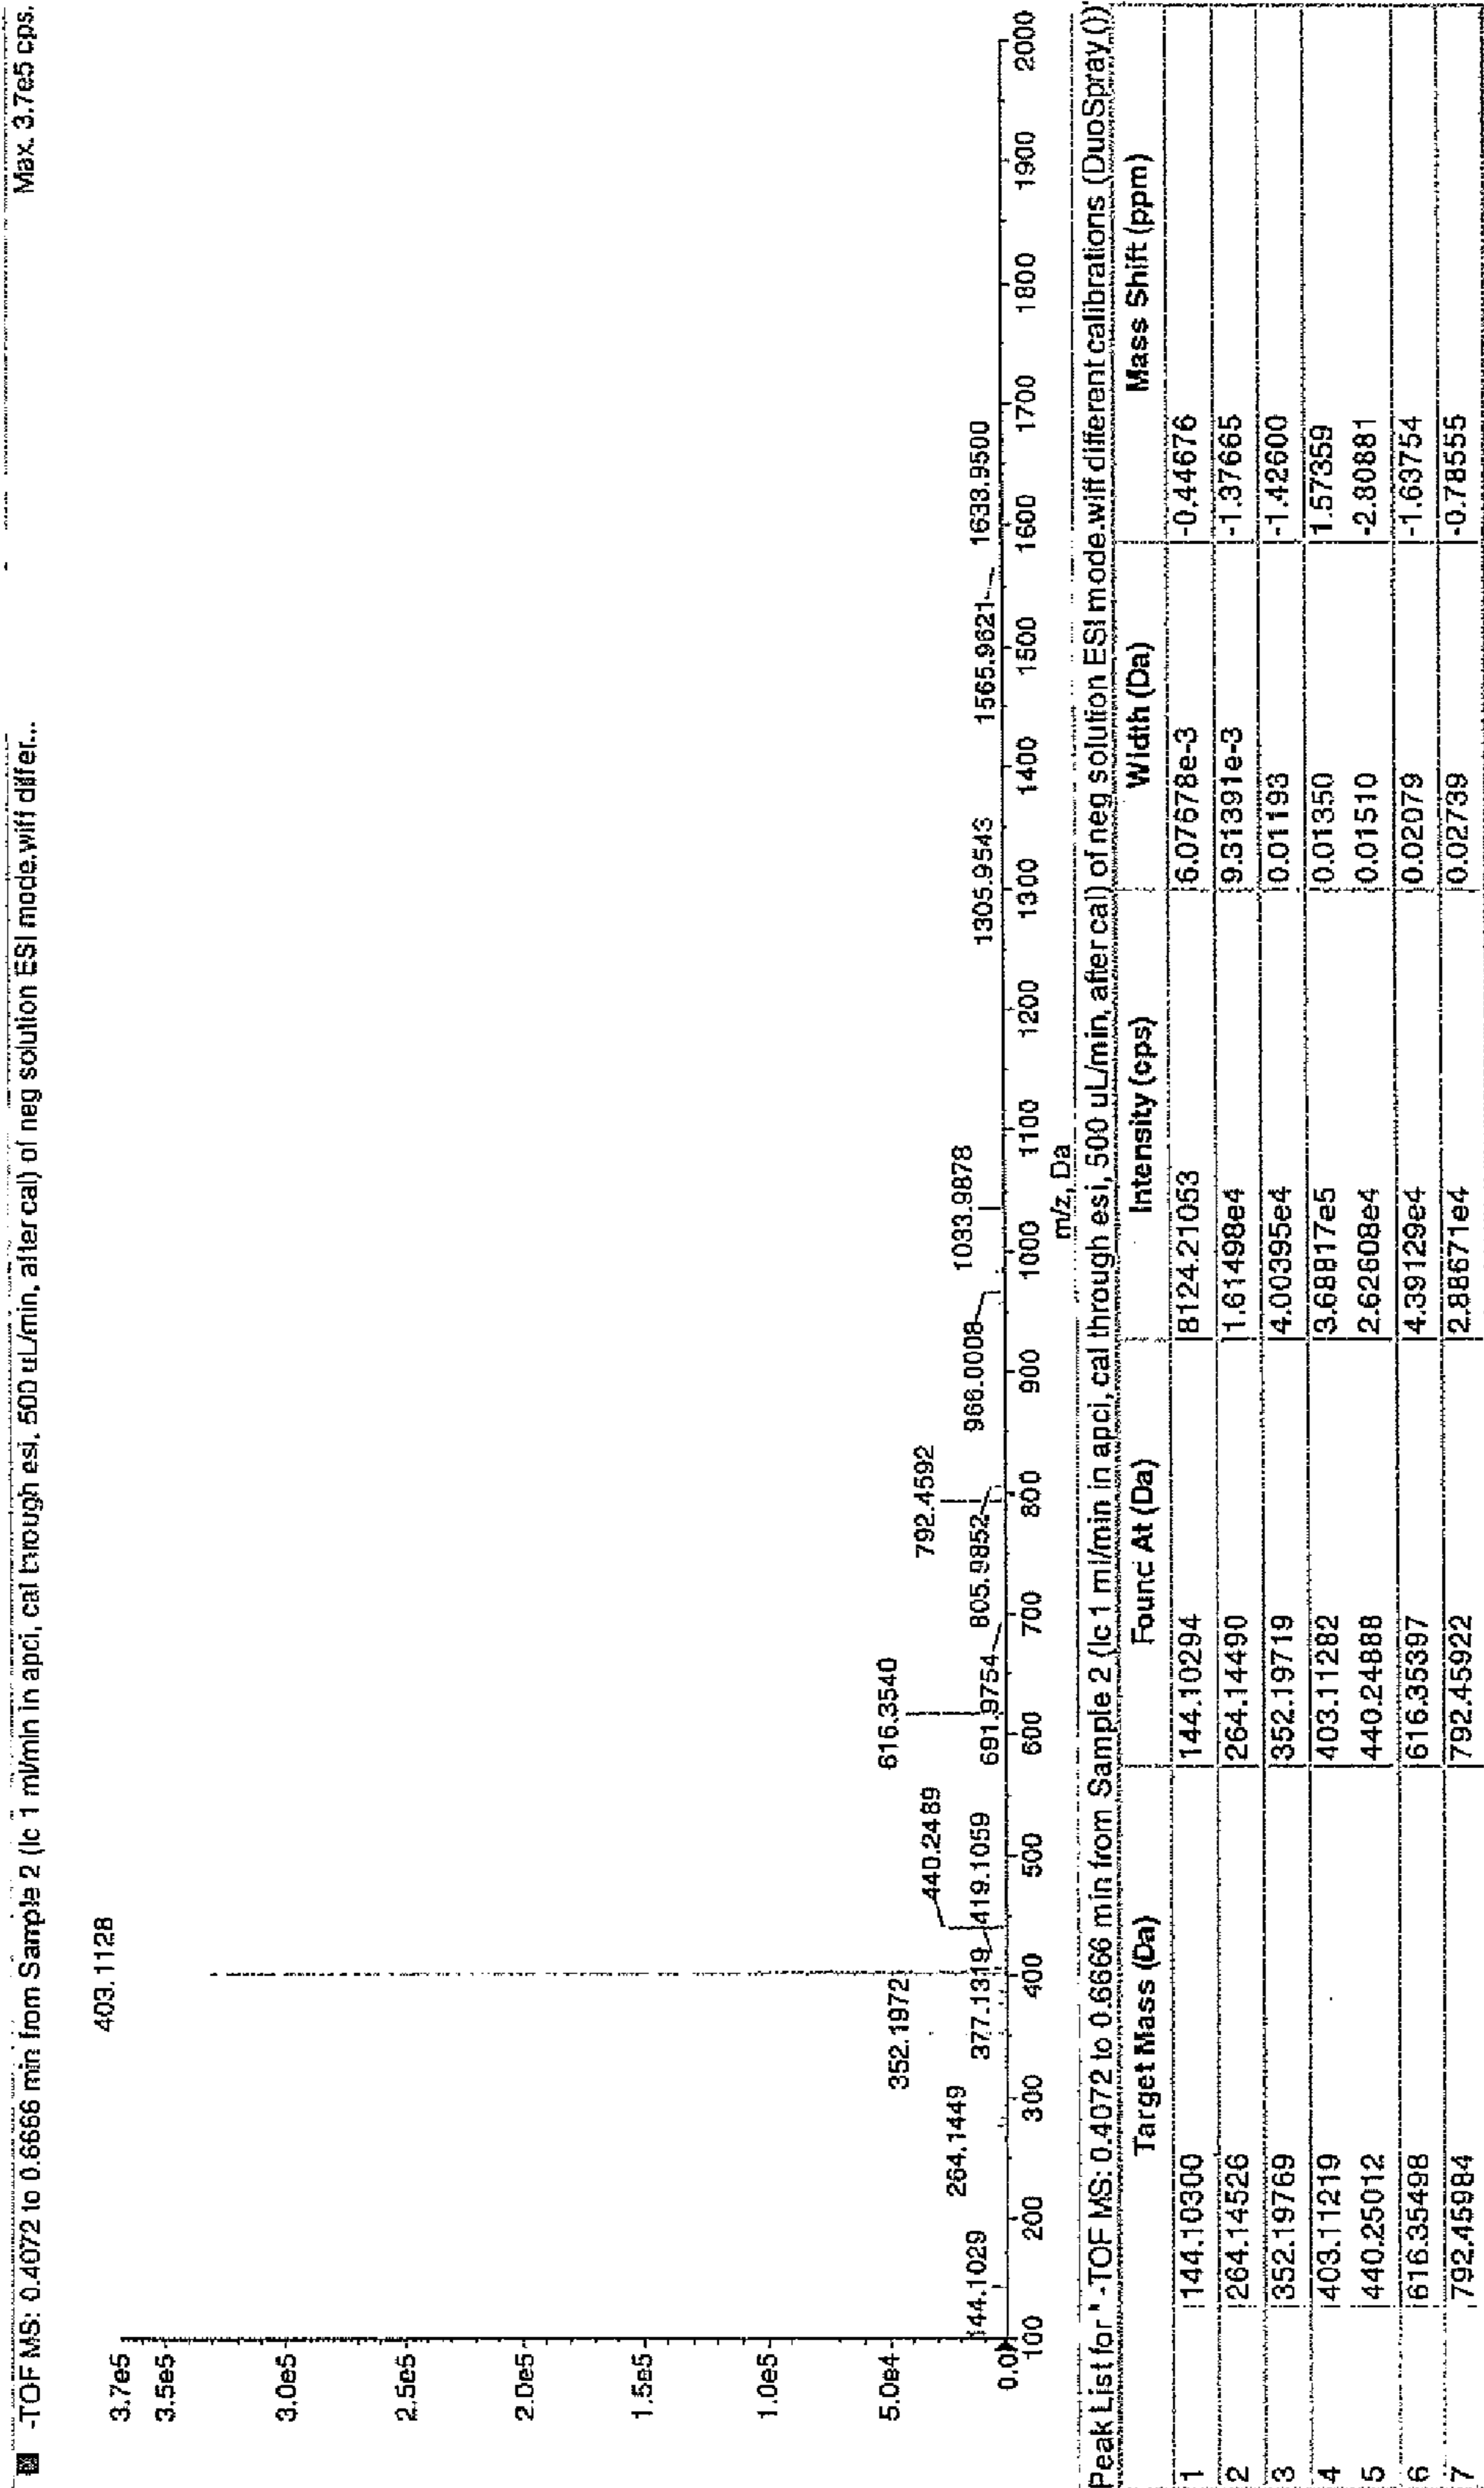 -TOF MS: 0.4072 to 0.6666 min from Sample 2 (lc 1 ml/min in apci, cal through esi, 500 uL/min, after cal) of neg solution ESI mode.wiff differ... Max. 3.7e5 cps.
403.1128
3.7e5
3.5e5
3.0e5
2.5e5
2.0e5
1.5e5
1.0e5
5.0e4
0.0
144.1029
264.1449
352.1972
377.1319
419.1059
440.2489
616.3540
691.9754
792.4592
805.9852
966.0008
1033.9878
1305.9543
1565.9621
1633.9500
100 200 300 400 500 600 700 800 900 1000 1100 1200 1300 1400 1500 1600 1700 1800 1900 2000
m/z, Da
Peak List for "-TOF MS: 0.4072 to 0.6666 min from Sample 2 (lc 1 ml/min in apci, cal through esi, 500 uL/min, after cal) of neg solution ESI mode.wiff different calibrations (DuoSpray ())"
Target Mass (Da) Found At (Da) Intensity (cps) Width (Da) Mass Shift (ppm)
1 144.10300 144.10294 8124.21053 6.07678e-3 -0.44676
2 264.14526 264.14490 1.61498e4 9.31391e-3 -1.37665
3 352.19769 352.19719 4.00395e4 0.01193 -1.42600
4 403.11219 403.11282 3.68817e5 0.01350 1.57359
5 440.25012 440.24888 2.62608e4 0.01510 -2.80881
6 616.35498 616.35397 4.39129e4 0.02079 -1.63754
7 792.45984 792.45922 2.88671e4 0.02739 -0.78555